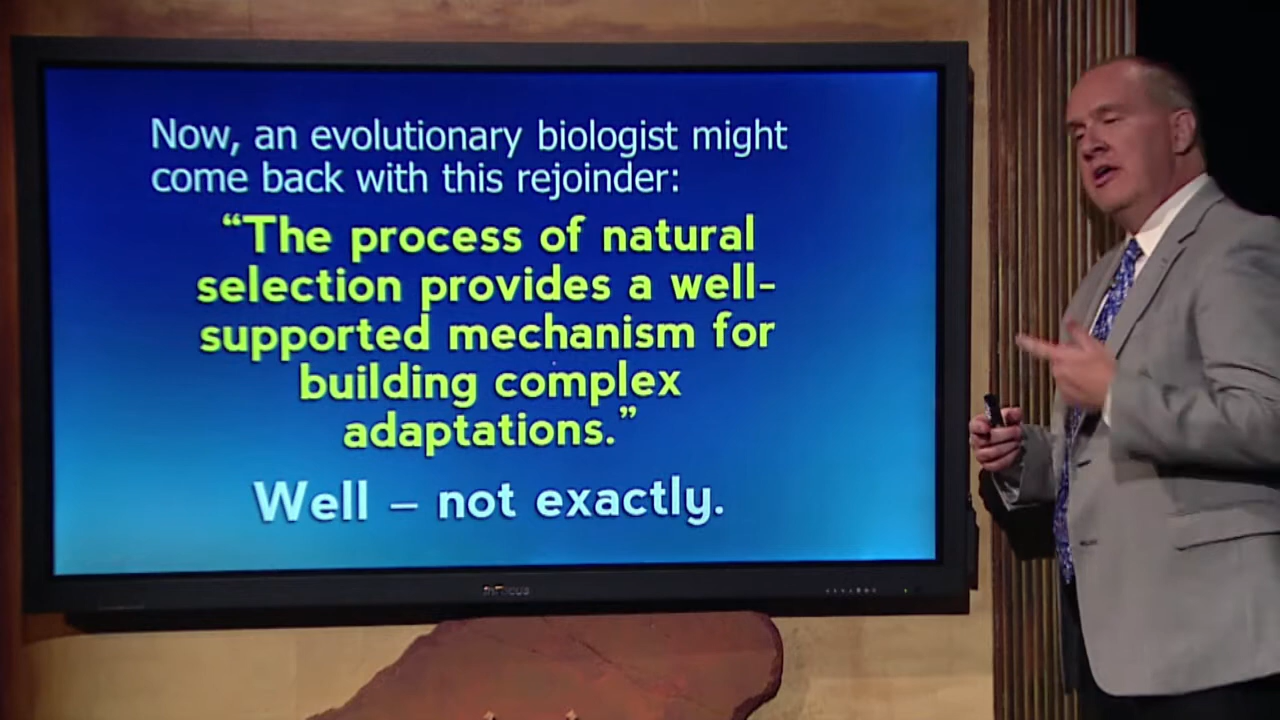 Now, an evolutionary biologist might
come back with this rejoinder:
“The process of natural
selection provides a well-
supported mechanism for
building complex
adaptations.”
Well – not exactly.
InFocus